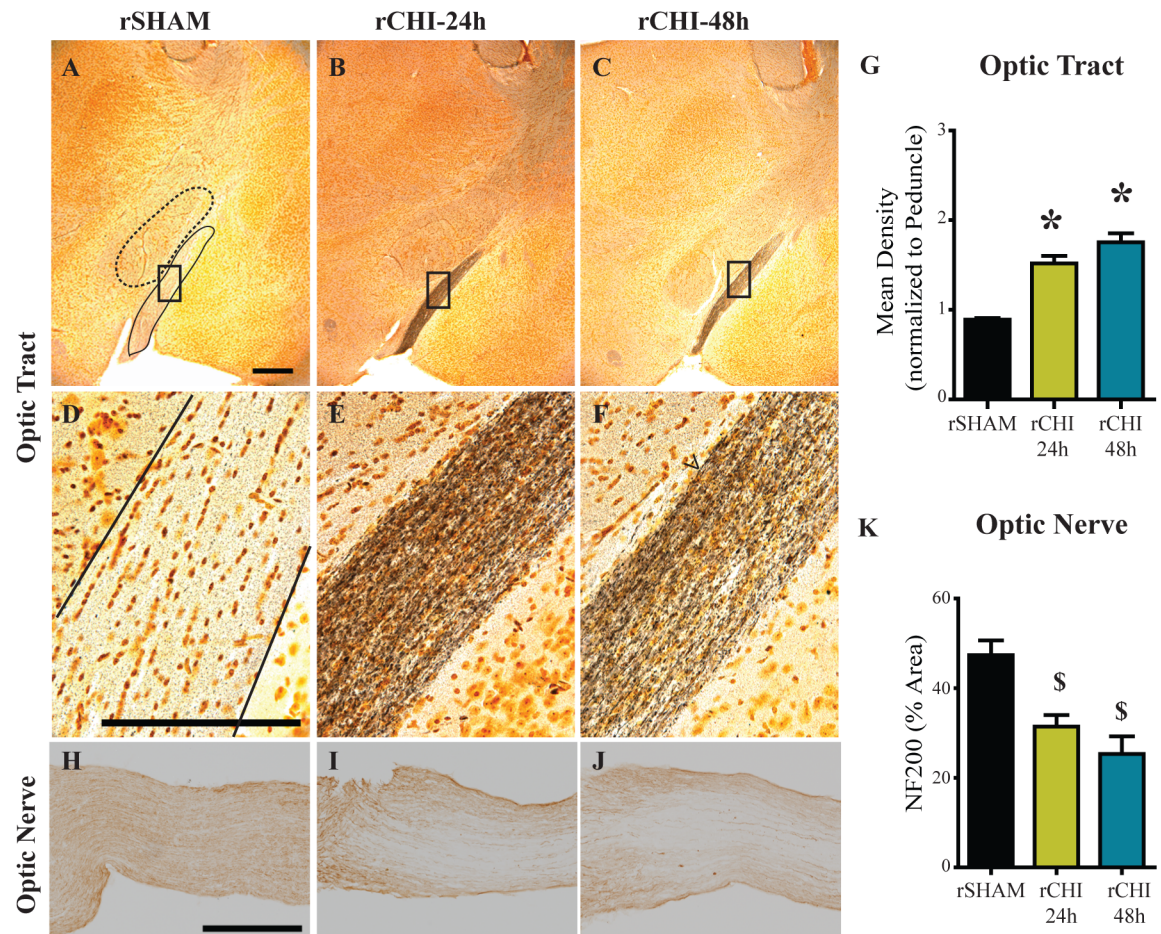 rSHAM rCHI-24h rCHI-48h
A B C
Optic Tract
D E F
H I J
Optic Nerve
G Optic Tract
Mean Density
(normalized to Peduncle)
3
2
1
0
* *
rSHAM rCHI 24h rCHI 48h
K Optic Nerve
NF200 (% Area)
60
40
20
0
$ $
rSHAM rCHI 24h rCHI 48h